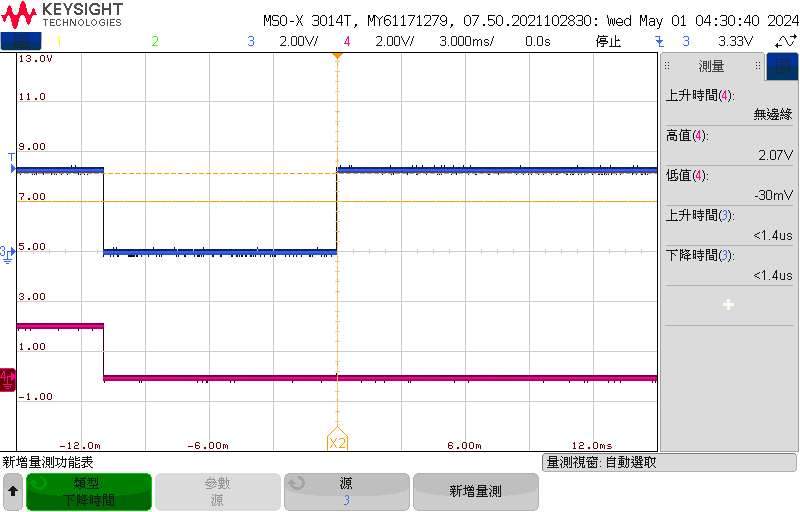 KEYSIGHT
TECHNOLOGIES
MSO-X 3014T, MY61171279, 07.50.2021102830: Wed May 01 04:30:40 2024
1 2 3 2.00V/ 4 2.00V/ 3.000ms/ 0.0s 停止 3 3.33V
13.0V
11.0
9.00
7.00
5.00
3.00
1.00
-1.00
T
3
4
-12.0m -6.00m X2 6.00m 12.0ms
測量
上升時間(4):
無邊緣
高值(4):
2.07V
低值(4):
-30mV
上升時間(3):
<1.4us
下降時間(3):
<1.4us
新增量測功能表
量測視窗: 自動選取
類型:
下降時間
參數
源
源
3
新增量測